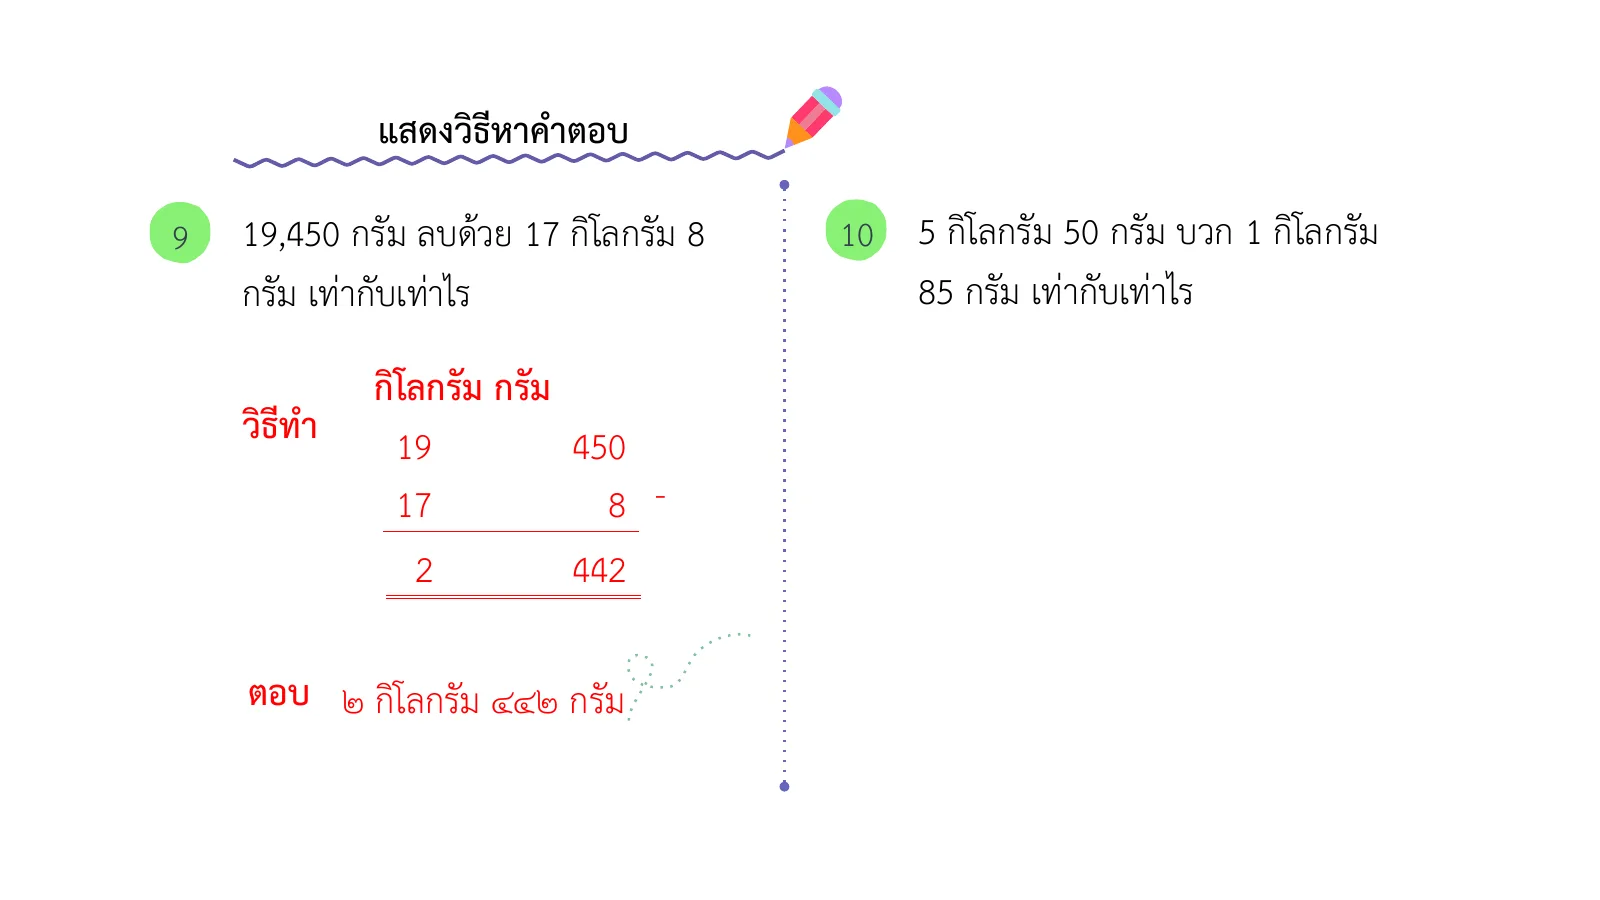 แสดงวิธีหาคำตอบ
9
19,450 กรัม ลบด้วย 17 กิโลกรัม 8
กรัม เท่ากับเท่าไร
วิธีทำ
กิโลกรัม กรัม
19 450
17 8 -
2 442
ตอบ ๒ กิโลกรัม ๔๔๒ กรัม
10
5 กิโลกรัม 50 กรัม บวก 1 กิโลกรัม
85 กรัม เท่ากับเท่าไร